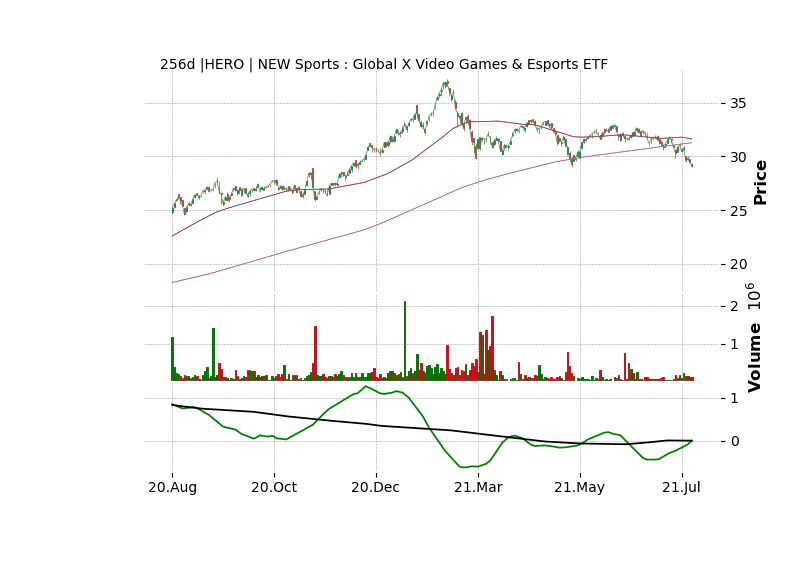 256d |HERO | NEW Sports : Global X Video Games & Esports ETF
35
30
25
20
Price
2
1
Volume 10^6
1
0
20.Aug 20.Oct 20.Dec 21.Mar 21.May 21.Jul